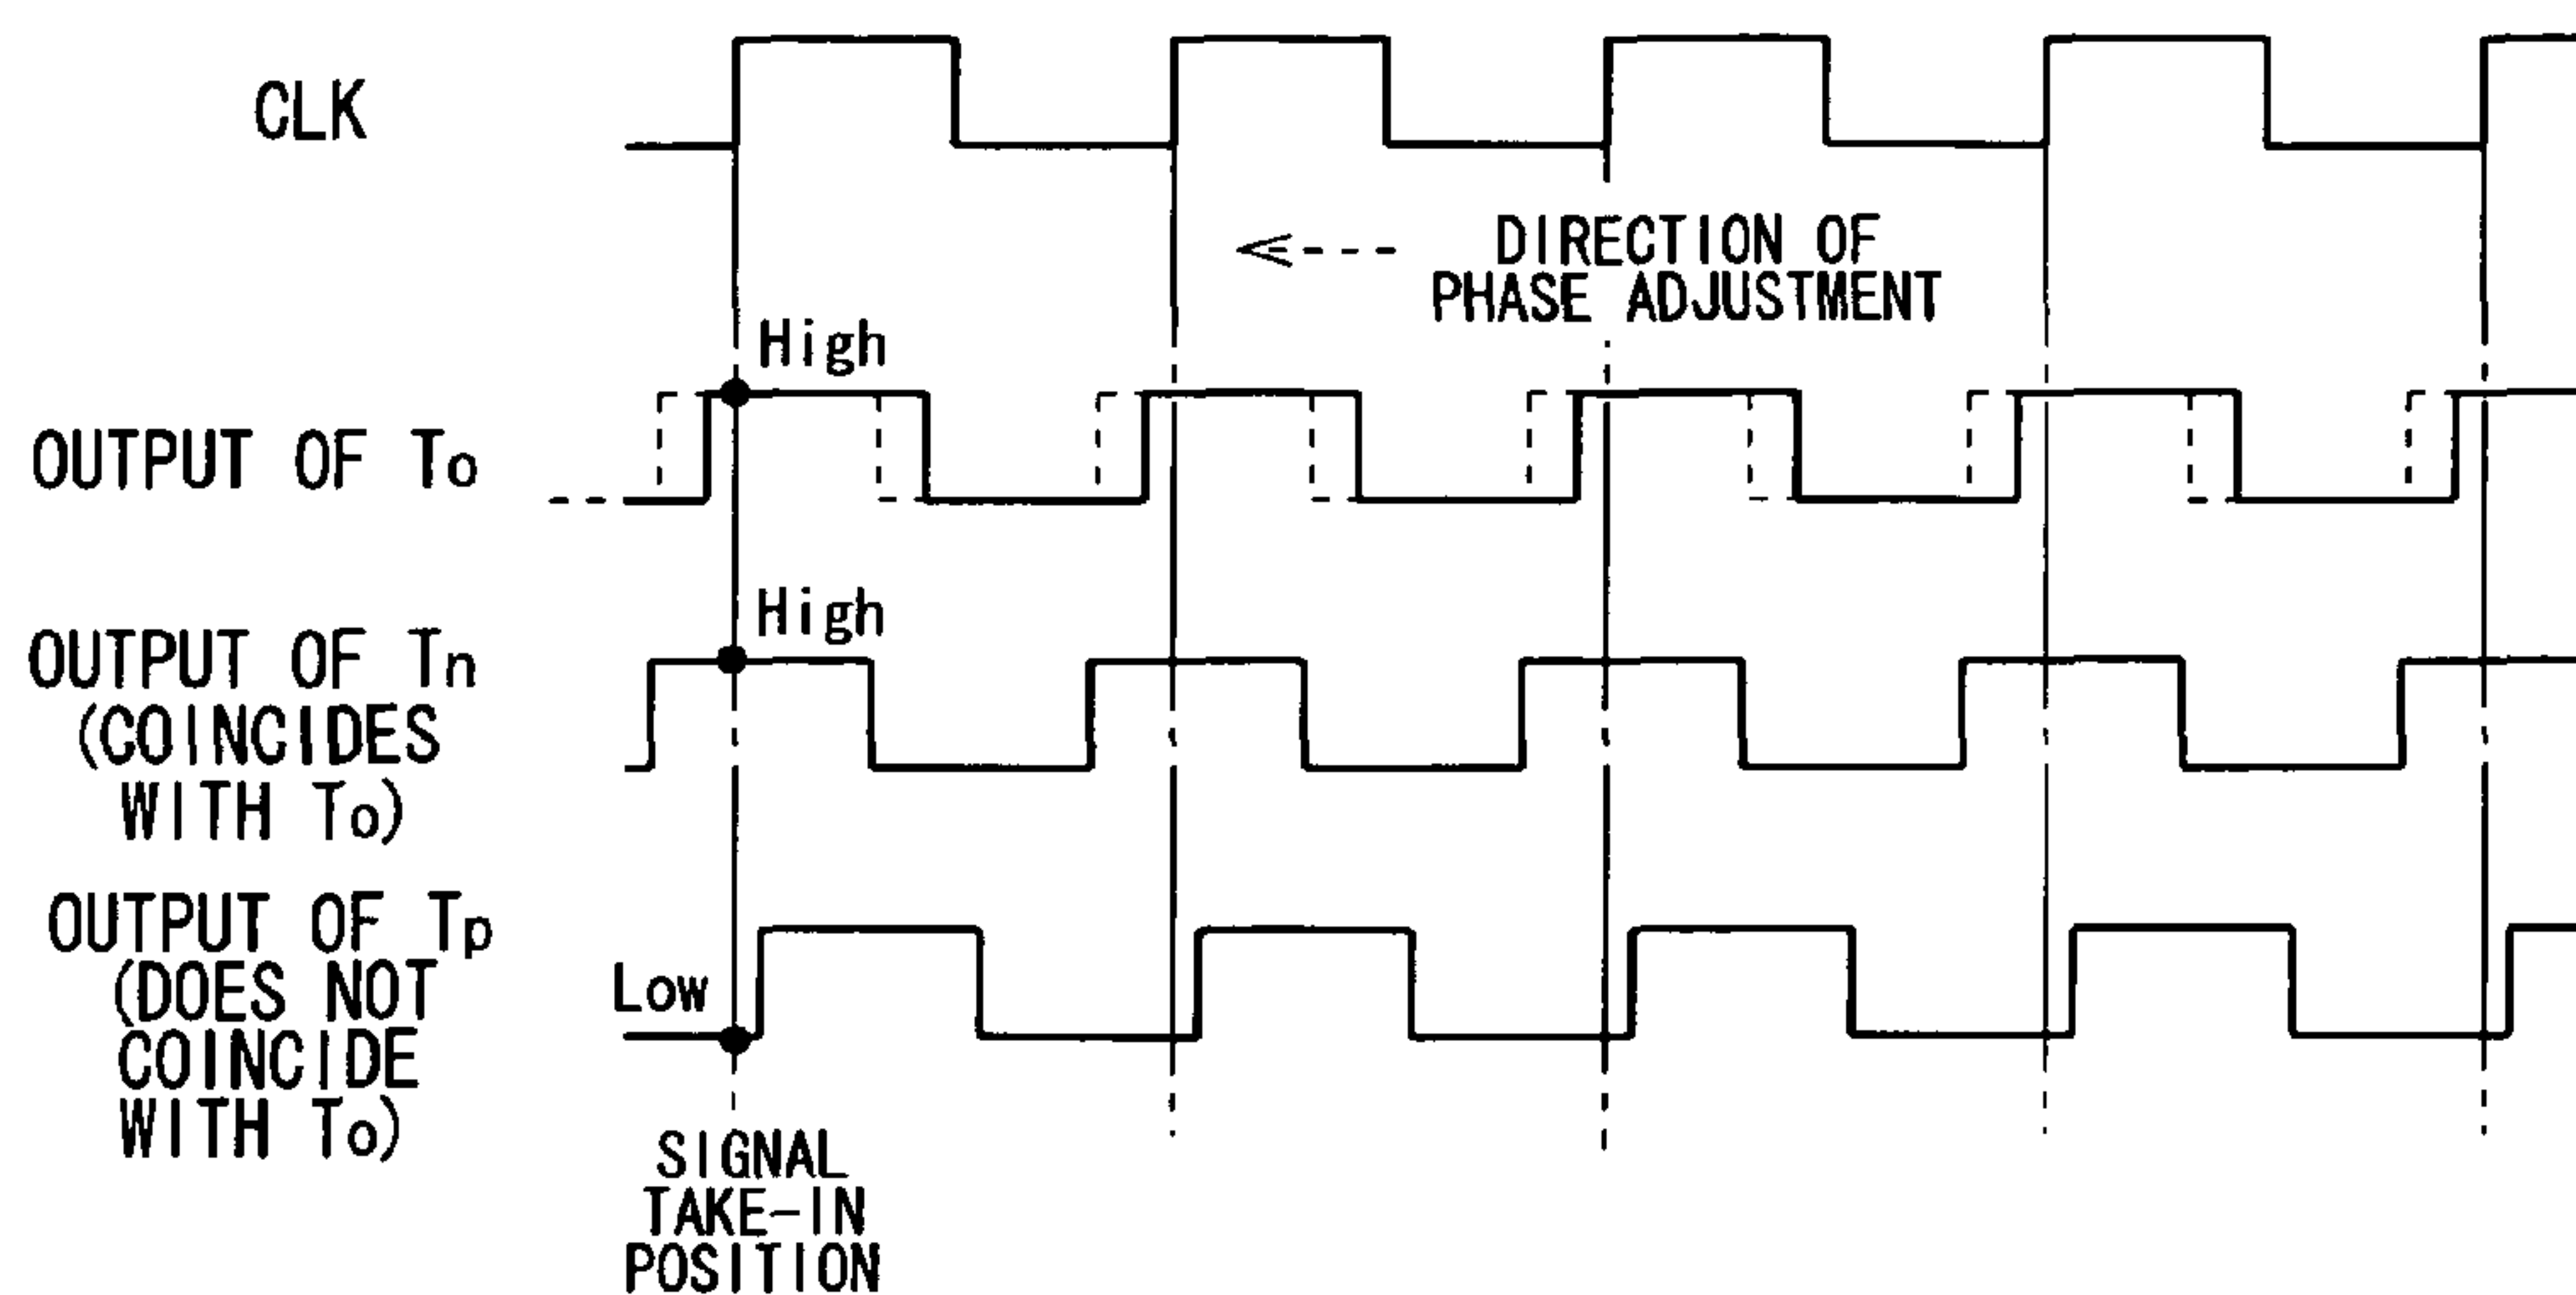 CLK
DIRECTION OF
PHASE ADJUSTMENT
High
OUTPUT OF To
High
OUTPUT OF Tn
(COINCIDES
WITH To)
OUTPUT OF Tp
(DOES NOT
COINCIDE
WITH To)
Low
SIGNAL
TAKE-IN
POSITION